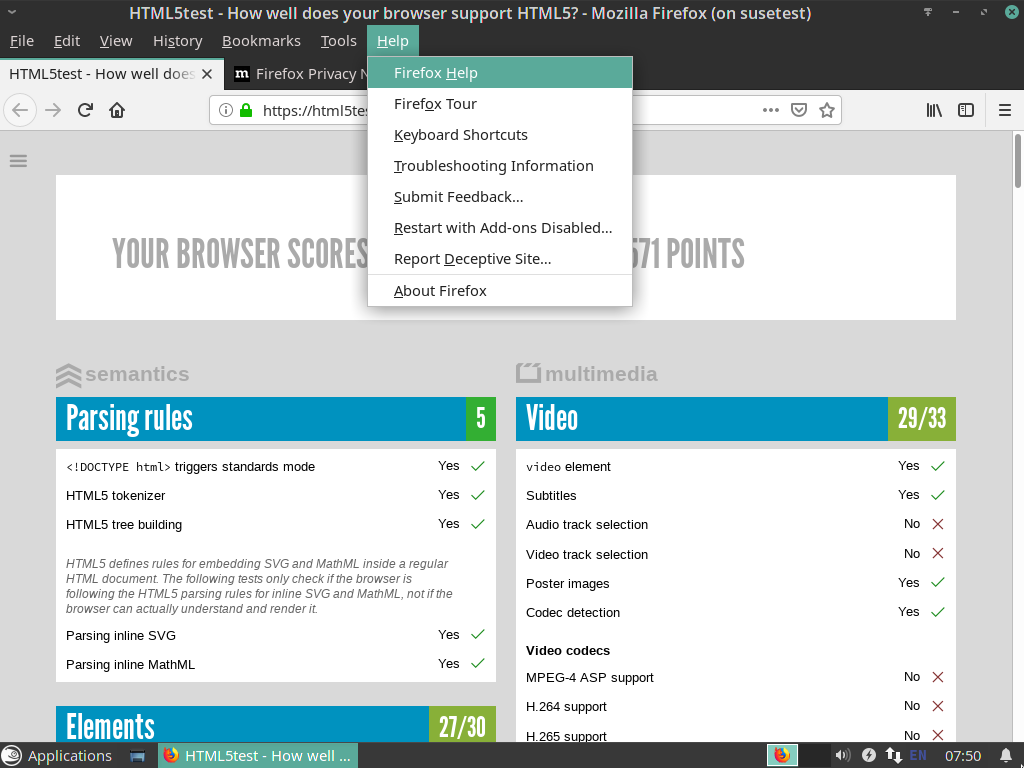 HTML5test - How well does your browser support HTML5? - Mozilla Firefox (on susetest)
File Edit View History Bookmarks Tools Help
HTML5test - How well does
Firefox Privacy N
https://html5te
Firefox Help
Firefox Tour
Keyboard Shortcuts
Troubleshooting Information
Submit Feedback...
Restart with Add-ons Disabled...
Report Deceptive Site...
About Firefox
YOUR BROWSER SCORES 571 POINTS
semantics
Parsing rules 5
<!DOCTYPE html> triggers standards mode Yes
HTML5 tokenizer Yes
HTML5 tree building Yes
HTML5 defines rules for embedding SVG and MathML inside a regular
HTML document. The following tests only check if the browser is
following the HTML5 parsing rules for inline SVG and MathML, not if the
browser can actually understand and render it.
Parsing inline SVG Yes
Parsing inline MathML Yes
Elements 27/30
multimedia
Video 29/33
video element Yes
Subtitles Yes
Audio track selection No
Video track selection No
Poster images Yes
Codec detection Yes
Video codecs
MPEG-4 ASP support No
H.264 support No
H.265 support No
Applications
HTML5test - How well ...
EN
07:50